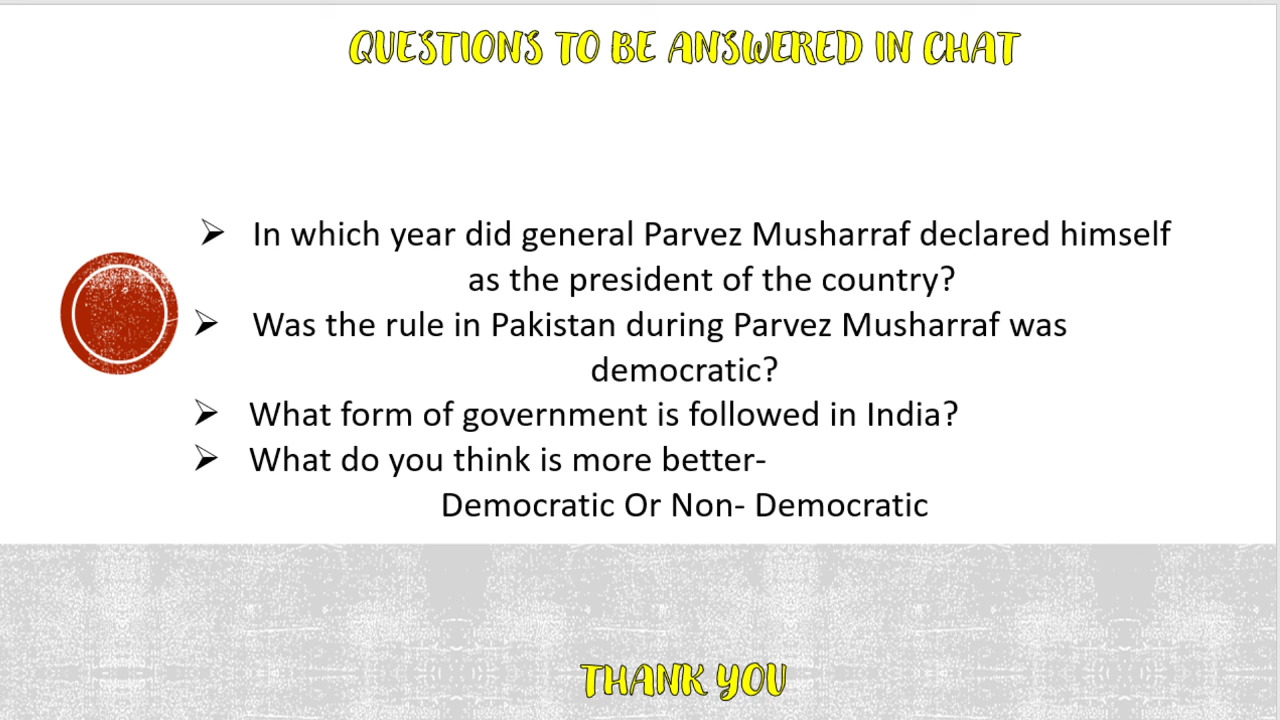 QUESTIONS TO BE ANSWERED IN CHAT
➢ In which year did general Parvez Musharraf declared himself
as the president of the country?
➢ Was the rule in Pakistan during Parvez Musharraf was
democratic?
➢ What form of government is followed in India?
➢ What do you think is more better-
Democratic Or Non- Democratic
THANK YOU